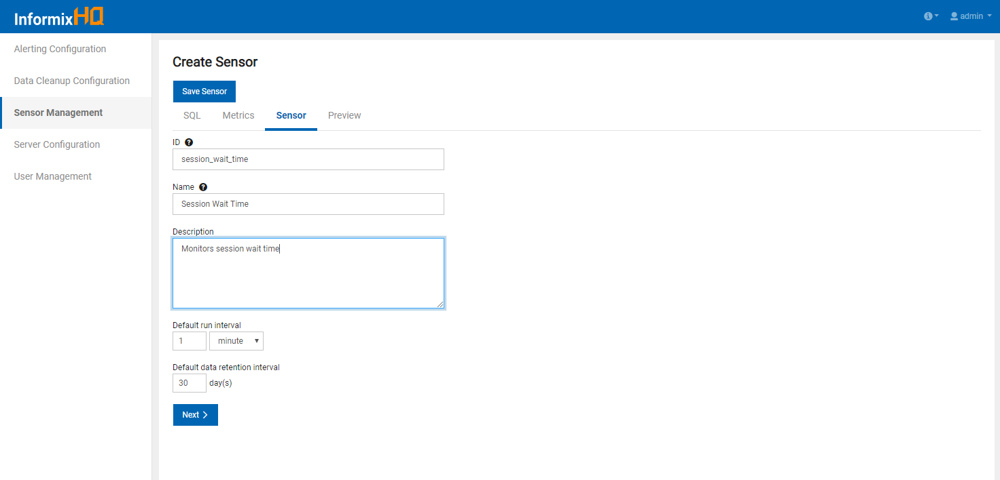 InformixHQ
admin
Alerting Configuration
Data Cleanup Configuration
Sensor Management
Server Configuration
User Management
Create Sensor
Save Sensor
SQL Metrics Sensor Preview
ID
session_wait_time
Name
Session Wait Time
Description
Monitors session wait time
Default run interval
1 minute
Default data retention interval
30 day(s)
Next